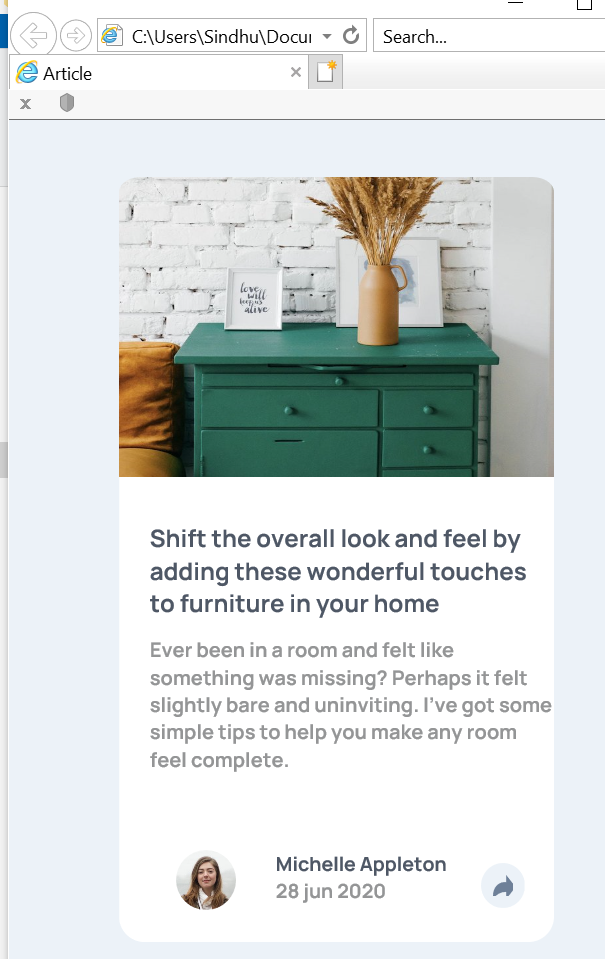 C:\Users\Sindhu\Docu
Search...
Article
x
love
will
keep us
alive
Shift the overall look and feel by
adding these wonderful touches
to furniture in your home
Ever been in a room and felt like
something was missing? Perhaps it felt
slightly bare and uninviting. I've got some
simple tips to help you make any room
feel complete.
Michelle Appleton
28 jun 2020